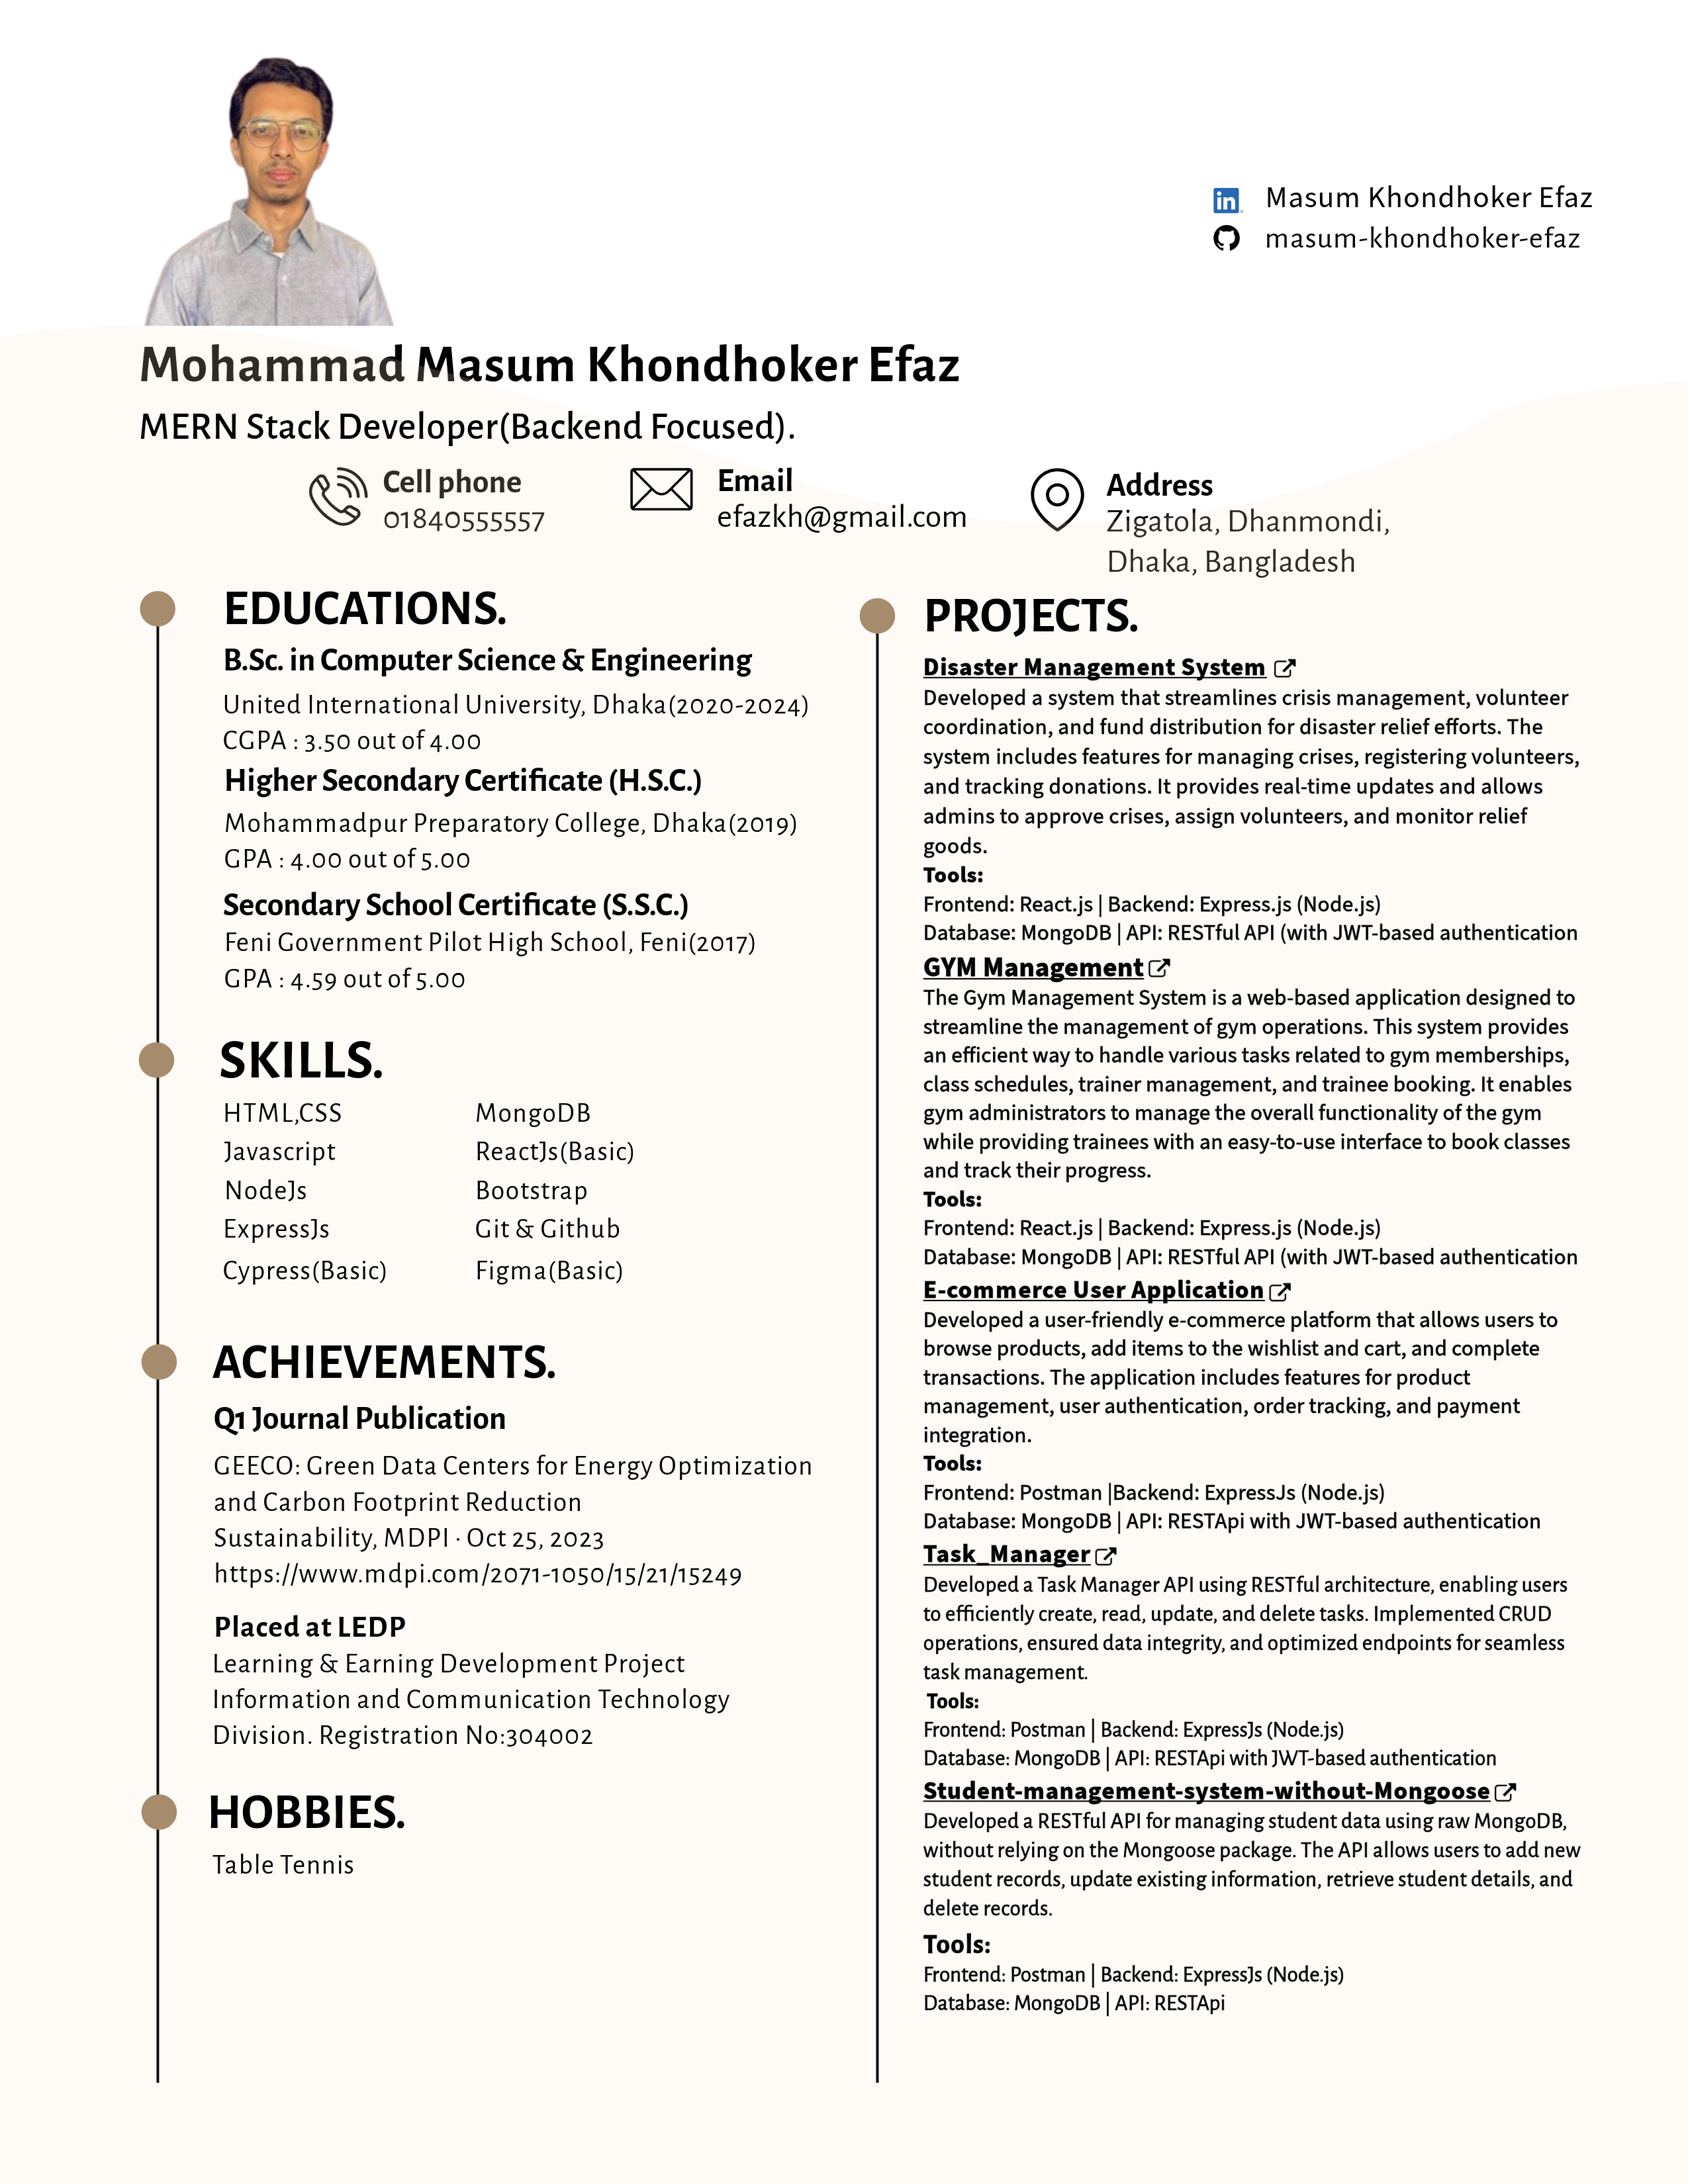 Masum Khondhoker Efaz
masum-khondhoker-efaz
Mohammad Masum Khondhoker Efaz
MERN Stack Developer(Backend Focused).
Cell phone
01840555557
Email
efazkh@gmail.com
Address
Zigatola, Dhanmondi,
Dhaka, Bangladesh
EDUCATIONS.
B.Sc. in Computer Science & Engineering
United International University, Dhaka(2020-2024)
CGPA : 3.50 out of 4.00
Higher Secondary Certificate (H.S.C.)
Mohammadpur Preparatory College, Dhaka(2019)
GPA : 4.00 out of 5.00
Secondary School Certificate (S.S.C.)
Feni Government Pilot High School, Feni(2017)
GPA : 4.59 out of 5.00
SKILLS.
HTML,CSS
Javascript
NodeJs
ExpressJs
Cypress(Basic)
MongoDB
ReactJs(Basic)
Bootstrap
Git & Github
Figma(Basic)
ACHIEVEMENTS.
Q1 Journal Publication
GEECO: Green Data Centers for Energy Optimization
and Carbon Footprint Reduction
Sustainability, MDPI · Oct 25, 2023
https://www.mdpi.com/2071-1050/15/21/15249
Placed at LEDP
Learning & Earning Development Project
Information and Communication Technology
Division. Registration No:304002
HOBBIES.
Table Tennis
PROJECTS.
Disaster Management System
Developed a system that streamlines crisis management, volunteer
coordination, and fund distribution for disaster relief efforts. The
system includes features for managing crises, registering volunteers,
and tracking donations. It provides real-time updates and allows
admins to approve crises, assign volunteers, and monitor relief
goods.
Tools:
Frontend: React.js | Backend: Express.js (Node.js)
Database: MongoDB | API: RESTful API (with JWT-based authentication
GYM Management
The Gym Management System is a web-based application designed to
streamline the management of gym operations. This system provides
an efficient way to handle various tasks related to gym memberships,
class schedules, trainer management, and trainee booking. It enables
gym administrators to manage the overall functionality of the gym
while providing trainees with an easy-to-use interface to book classes
and track their progress.
Tools:
Frontend: React.js | Backend: Express.js (Node.js)
Database: MongoDB | API: RESTful API (with JWT-based authentication
E-commerce User Application
Developed a user-friendly e-commerce platform that allows users to
browse products, add items to the wishlist and cart, and complete
transactions. The application includes features for product
management, user authentication, order tracking, and payment
integration.
Tools:
Frontend: Postman |Backend: ExpressJs (Node.js)
Database: MongoDB | API: RESTApi with JWT-based authentication
Task_Manager
Developed a Task Manager API using RESTful architecture, enabling users
to efficiently create, read, update, and delete tasks. Implemented CRUD
operations, ensured data integrity, and optimized endpoints for seamless
task management.
Tools:
Frontend: Postman | Backend: ExpressJs (Node.js)
Database: MongoDB | API: RESTApi with JWT-based authentication
Student-management-system-without-Mongoose
Developed a RESTful API for managing student data using raw MongoDB,
without relying on the Mongoose package. The API allows users to add new
student records, update existing information, retrieve student details, and
delete records.
Tools:
Frontend: Postman | Backend: ExpressJs (Node.js)
Database: MongoDB | API: RESTApi